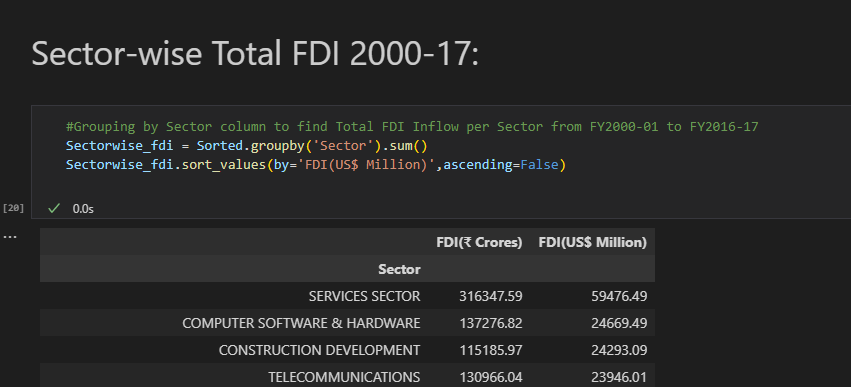 Sector-wise Total FDI 2000-17:
#Grouping by Sector column to find Total FDI Inflow per Sector from FY2000-01 to FY2016-17
Sectorwise_fdi = Sorted.groupby('Sector').sum()
Sectorwise_fdi.sort_values(by='FDI(US$ Million)',ascending=False)
[20] ✓ 0.0s
...
FDI(₹ Crores) FDI(US$ Million)
Sector
SERVICES SECTOR 316347.59 59476.49
COMPUTER SOFTWARE & HARDWARE 137276.82 24669.49
CONSTRUCTION DEVELOPMENT 115185.97 24293.09
TELECOMMUNICATIONS 130966.04 23946.01